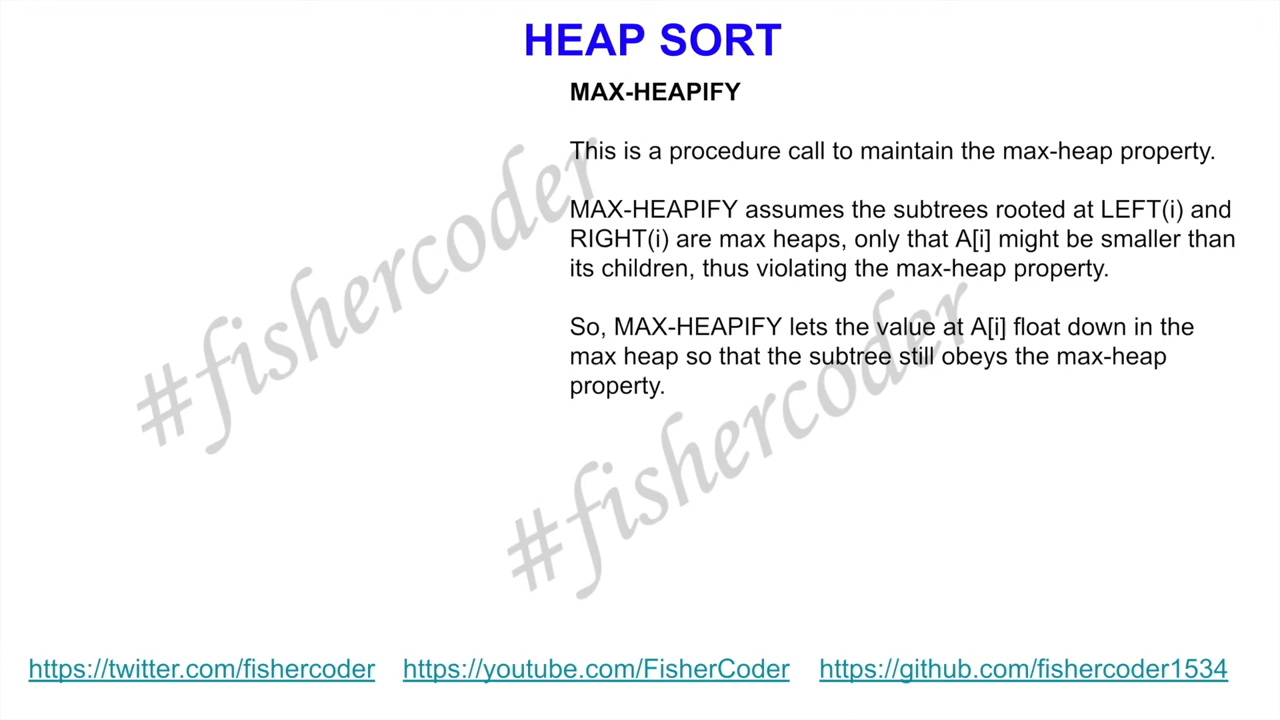 HEAP SORT
MAX-HEAPIFY
This is a procedure call to maintain the max-heap property.
MAX-HEAPIFY assumes the subtrees rooted at LEFT(i) and
RIGHT(i) are max heaps, only that A[i] might be smaller than
its children, thus violating the max-heap property.
So, MAX-HEAPIFY lets the value at A[i] float down in the
max heap so that the subtree still obeys the max-heap
property.
#fishercoder
#fishercoder
https://twitter.com/fishercoder https://youtube.com/FisherCoder https://github.com/fishercoder1534